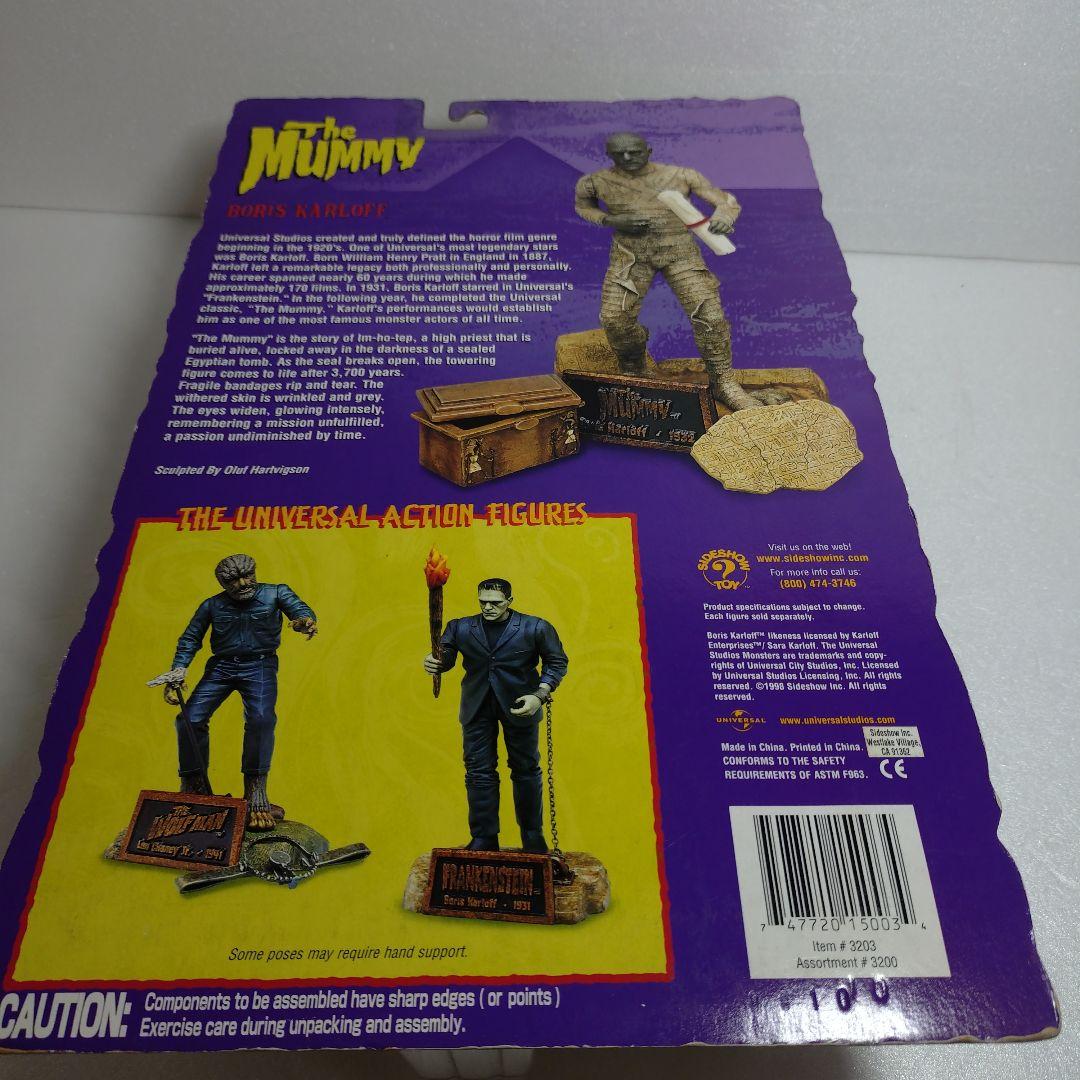 The
MUMMY
BORIS KARLOFF
Universal Studios created and truly defined the horror film genre
beginning in the 1920's. One of Universal's most legendary stars
was Boris Karloff. Born William Henry Pratt in England in 1887,
Karloff left a remarkable legacy both professionally and personally.
His career spanned nearly 60 years during which he made
approximately 170 films. In 1931, Boris Karloff starred in Universal's
"Frankenstein." In the following year, he completed the Universal
classic, "The Mummy." Karloff's performances would establish
him as one of the most famous monster actors of all time.
"The Mummy" is the story of Im-ho-tep, a high priest that is
buried alive, locked away in the darkness of a sealed
Egyptian tomb. As the seal breaks open, the towering
figure comes to life after 3,700 years.
Fragile bandages rip and tear. The
withered skin is wrinkled and grey.
The eyes widen, glowing intensely,
remembering a mission unfulfilled,
a passion undiminished by time.
Sculpted By Oluf Hartvigson
The
MUMMY
Karloff · 1932
THE UNIVERSAL ACTION FIGURES
THE
WOLFMAN
Lon Chaney Jr. · 1941
FRANKENSTEIN
Boris Karloff · 1931
Some poses may require hand support.
SIDESHOW
?
TOY™
Visit us on the web!
www.sideshowinc.com
For more info call us:
(800) 474-3746
Product specifications subject to change.
Each figure sold separately.
Boris Karloff™ likeness licensed by Karloff
Enterprises™/ Sara Karloff. The Universal
Studios Monsters are trademarks and copy-
rights of Universal City Studios, Inc. Licensed
by Universal Studios Licensing, Inc. All rights
reserved. ©1998 Sideshow Inc. All rights
reserved.
UNIVERSAL
www.universalstudios.com
Made in China. Printed in China.
CONFORMS TO THE SAFETY
REQUIREMENTS OF ASTM F963.
Sideshow Inc.
Westlake Village,
CA 91362
CE
7 47720 15003 4
Item # 3203
Assortment # 3200
CAUTION:
Components to be assembled have sharp edges ( or points )
Exercise care during unpacking and assembly.